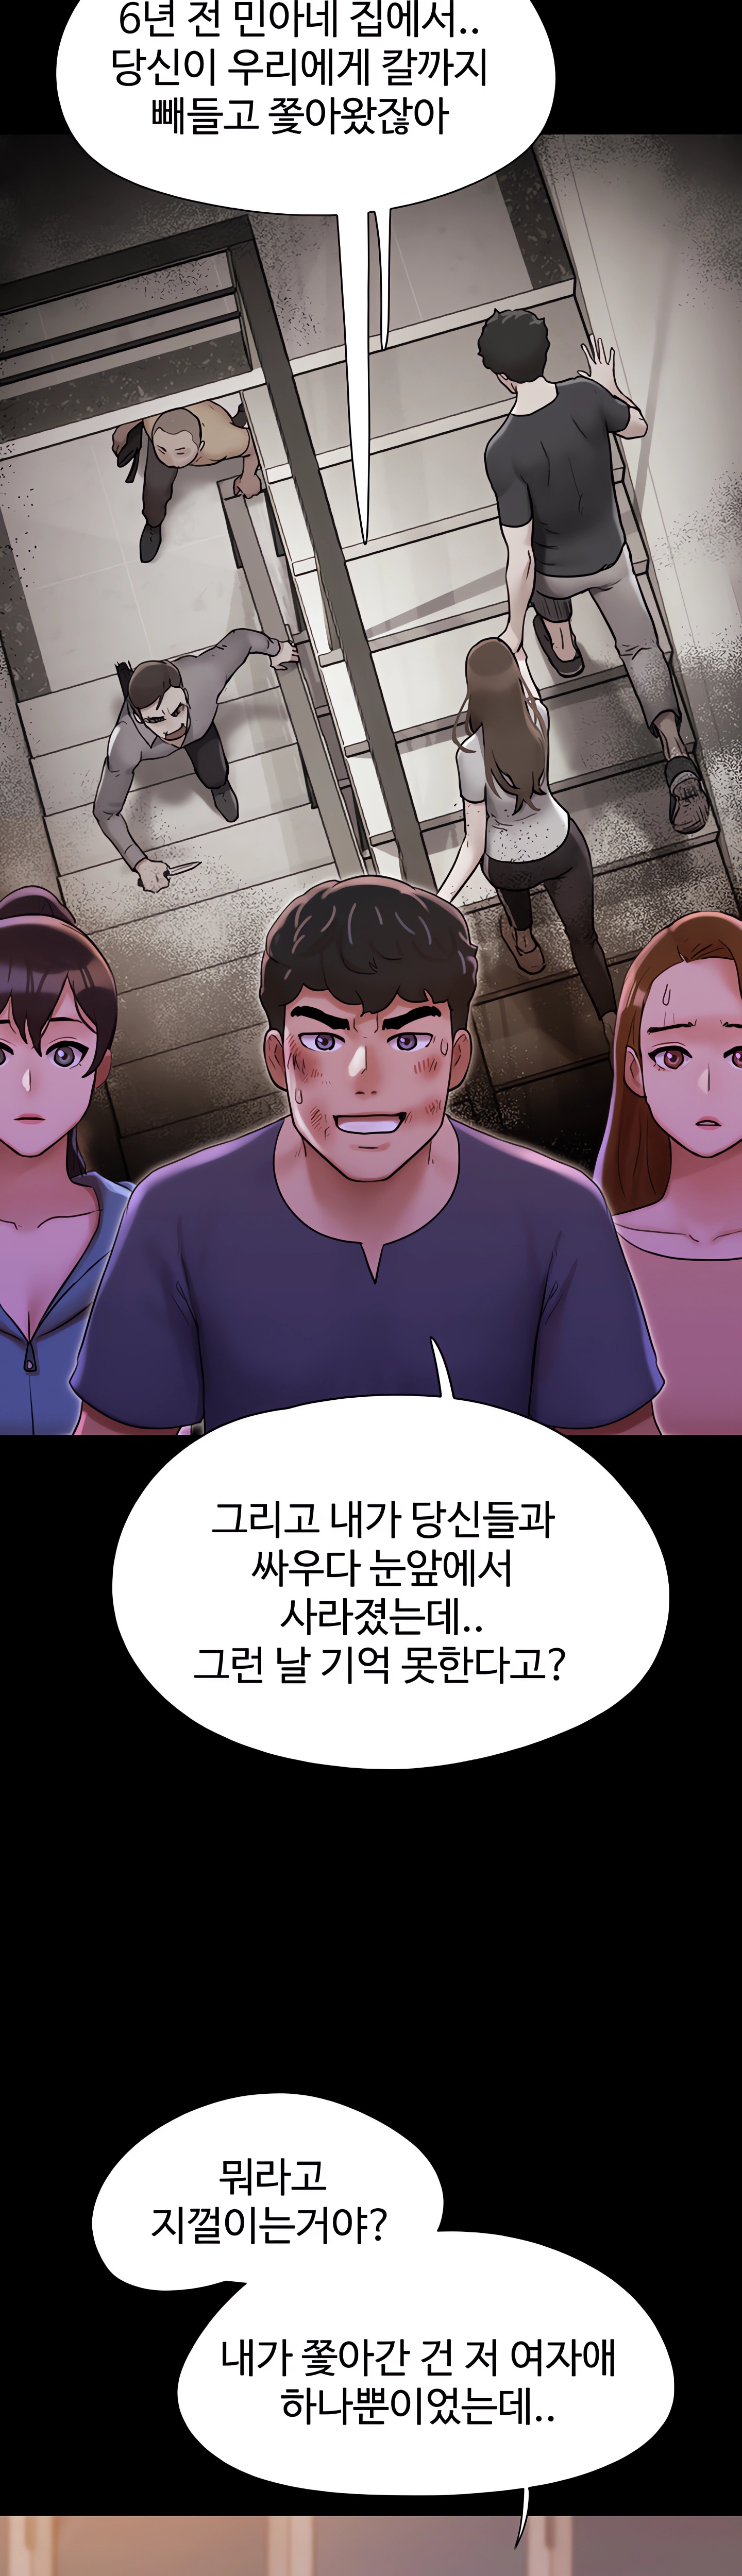 6년 전 민아네 집에서..
당신이 우리에게 칼까지
빼들고 쫓아왔잖아
그리고 내가 당신들과
싸우다 눈앞에서
사라졌는데..
그런 날 기억 못한다고?
뭐라고
지껄이는거야?
내가 쫓아간 건 저 여자애
하나뿐이었는데..